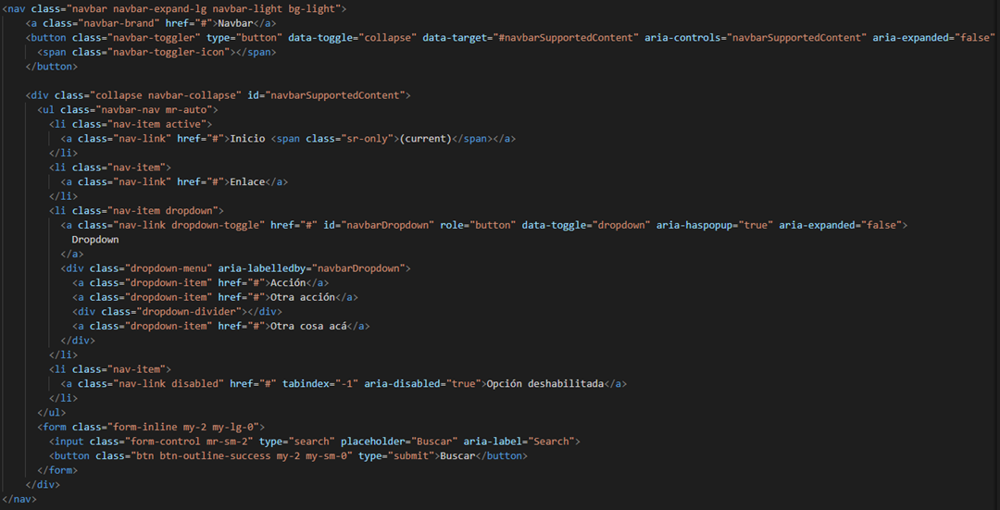 <nav class="navbar navbar-expand-lg navbar-light bg-light">
    <a class="navbar-brand" href="#">Navbar</a>
    <button class="navbar-toggler" type="button" data-toggle="collapse" data-target="#navbarSupportedContent" aria-controls="navbarSupportedContent" aria-expanded="false"
      <span class="navbar-toggler-icon"></span>
    </button>

    <div class="collapse navbar-collapse" id="navbarSupportedContent">
      <ul class="navbar-nav mr-auto">
        <li class="nav-item active">
          <a class="nav-link" href="#">Inicio <span class="sr-only">(current)</span></a>
        </li>
        <li class="nav-item">
          <a class="nav-link" href="#">Enlace</a>
        </li>
        <li class="nav-item dropdown">
          <a class="nav-link dropdown-toggle" href="#" id="navbarDropdown" role="button" data-toggle="dropdown" aria-haspopup="true" aria-expanded="false">
            Dropdown
          </a>
          <div class="dropdown-menu" aria-labelledby="navbarDropdown">
            <a class="dropdown-item" href="#">Acción</a>
            <a class="dropdown-item" href="#">Otra acción</a>
            <div class="dropdown-divider"></div>
            <a class="dropdown-item" href="#">Otra cosa acá</a>
          </div>
        </li>
        <li class="nav-item">
          <a class="nav-link disabled" href="#" tabindex="-1" aria-disabled="true">Opción deshabilitada</a>
        </li>
      </ul>
      <form class="form-inline my-2 my-lg-0">
        <input class="form-control mr-sm-2" type="search" placeholder="Buscar" aria-label="Search">
        <button class="btn btn-outline-success my-2 my-sm-0" type="submit">Buscar</button>
      </form>
    </div>
</nav>